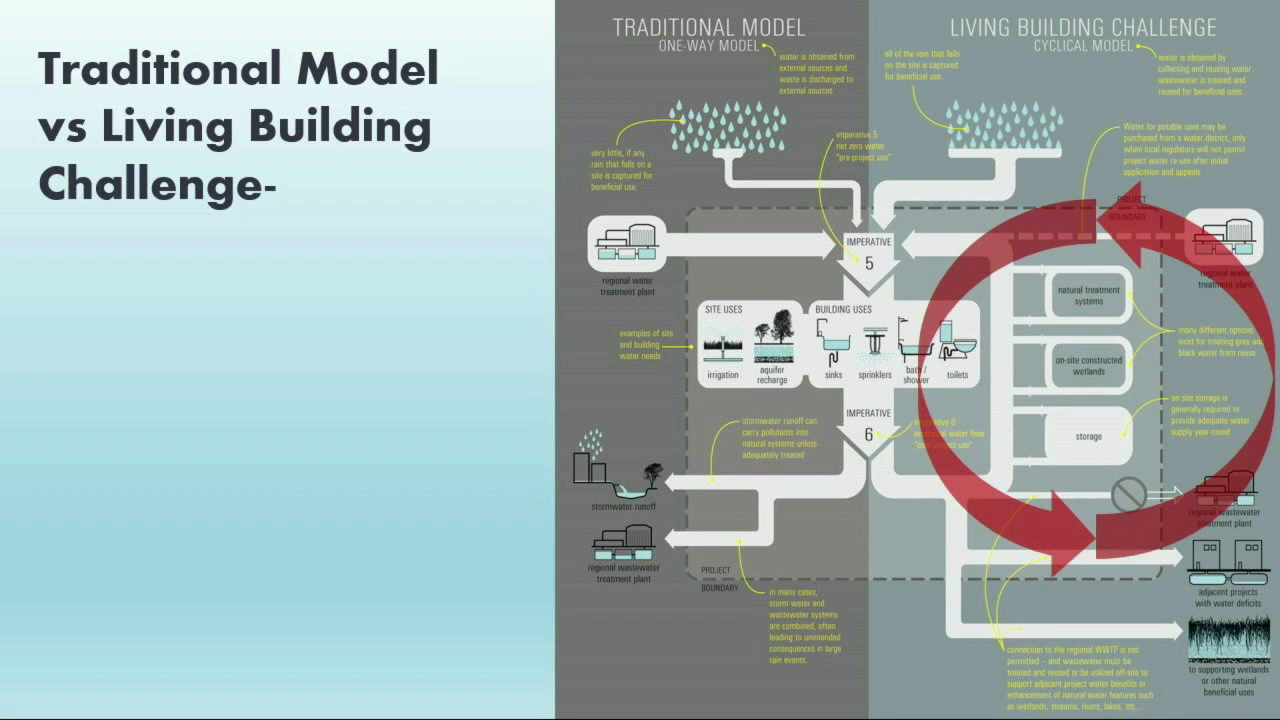 Traditional Model
vs Living Building
Challenge-
TRADITIONAL MODEL
ONE-WAY MODEL
water is obtained from
external sources and
waste is discharged to
external sources
very little, if any
rain that falls on a
site is captured for
beneficial use.
LIVING BUILDING CHALLENGE
CYCLICAL MODEL
all of the rain that falls
on the site is captured
for beneficial use.
water is obtained by
collecting and reusing water.
wastewater is treated and
reused for beneficial uses.
imperative 5
net zero water
"pre-project use"
Water for potable uses may be
purchased from a water district, only
when local regulators will not permit
project water re-use after initial
application and appeals
PROJECT
BOUNDARY
regional water
treatment plant
IMPERATIVE
5
regional water
treatment plant
natural treatment
systems
examples of site
and building
water needs
SITE USES
irrigation
aquifer
recharge
BUILDING USES
sinks
sprinklers
bath /
shower
toilets
many different options
exist for treating grey and
black water from reuse
on-site constructed
wetlands
on site storage is
generally required to
provide adequate water
supply year round
storage
IMPERATIVE
6
imperative 6
ecological water flow
"pre-project use"
stormwater runoff can
carry pollutants into
natural systems unless
adequately treated
stormwater runoff
regional wastewater
treatment plant
regional wastewater
treatment plant
PROJECT
BOUNDARY
in many cases,
storm water and
wastewater systems
are combined, often
leading to unintended
consequences in large
rain events.
adjacent projects
with water deficits
connection to the regional WWTP is not
permitted - and wastewater must be
treated and reused or be utilized off-site to
support adjacent project water benefits or
enhancement of natural water features such
as wetlands, streams, rivers, lakes, etc...
to supporting wetlands
or other natural
beneficial uses